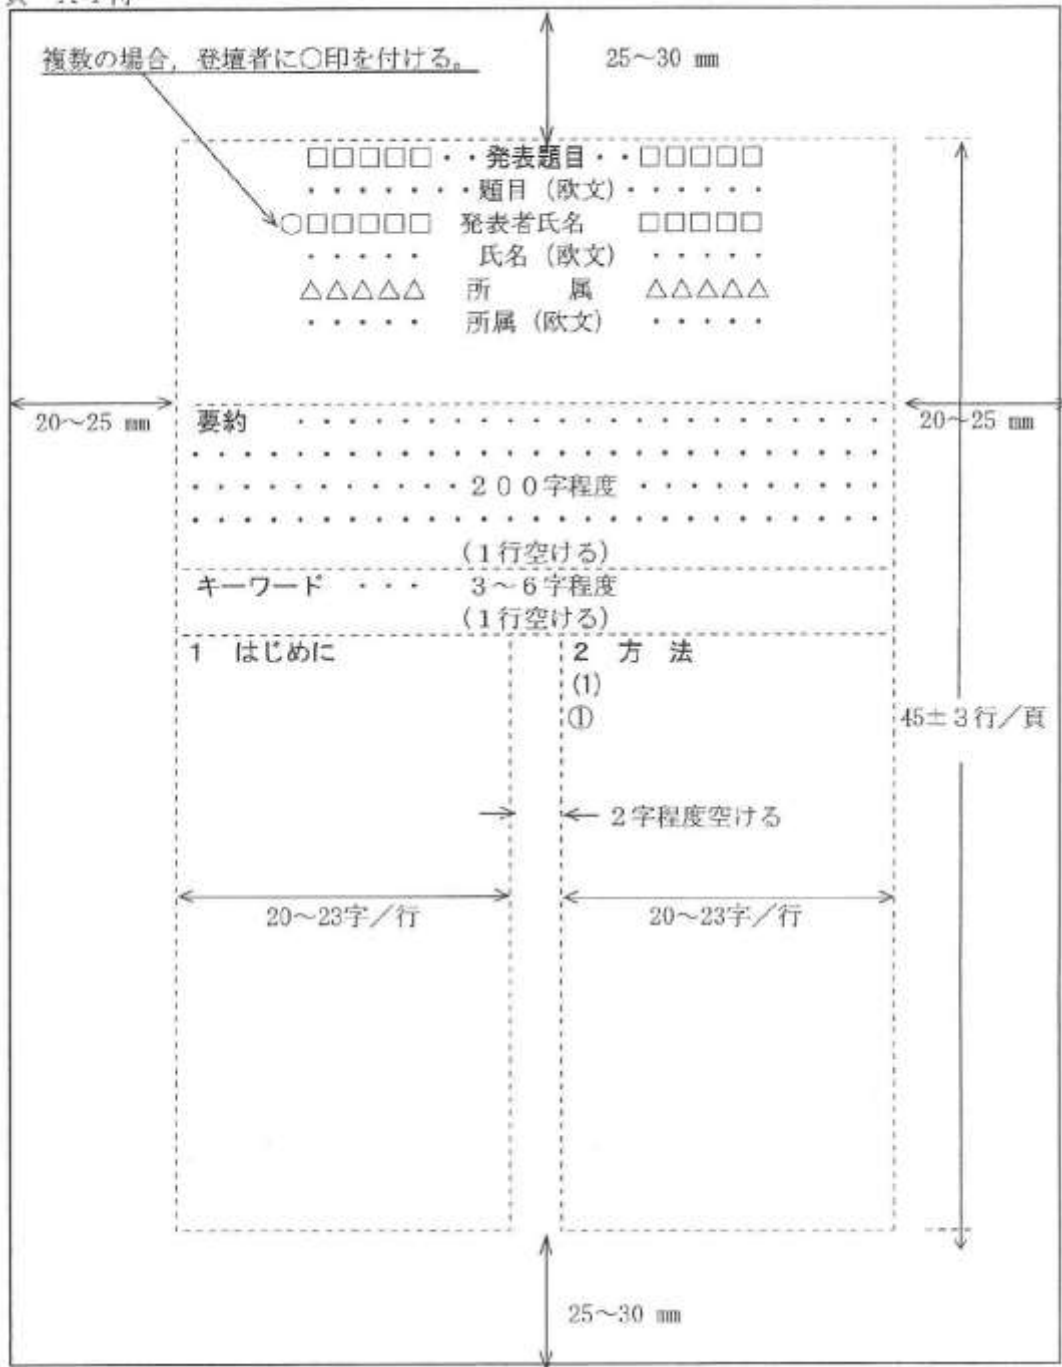 複数の場合，登壇者に○印を付ける。
25～30 mm
□□□□□・・発表題目・・□□□□□
・・・・・・・題目（欧文）・・・・・・
○□□□□□ 発表者氏名 □□□□□
・・・・・ 氏名（欧文） ・・・・・
△△△△△ 所 属 △△△△△
・・・・・ 所属（欧文） ・・・・・
20～25 mm
20～25 mm
要約 ・・・・・・・・・・・・・・・・・・・・・・・
・・・・・・・・・・・・・・・・・・・・・・・・・・・
・・・・・・・・・・・２００字程度・・・・・・・・・・
・・・・・・・・・・・・・・・・・・・・・・・・・・・
（１行空ける）
キーワード ・・・ ３～６字程度
（１行空ける）
1 はじめに
2 方 法
(1)
①
45±３行／頁
２字程度空ける
20～23字／行
20～23字／行
25～30 mm